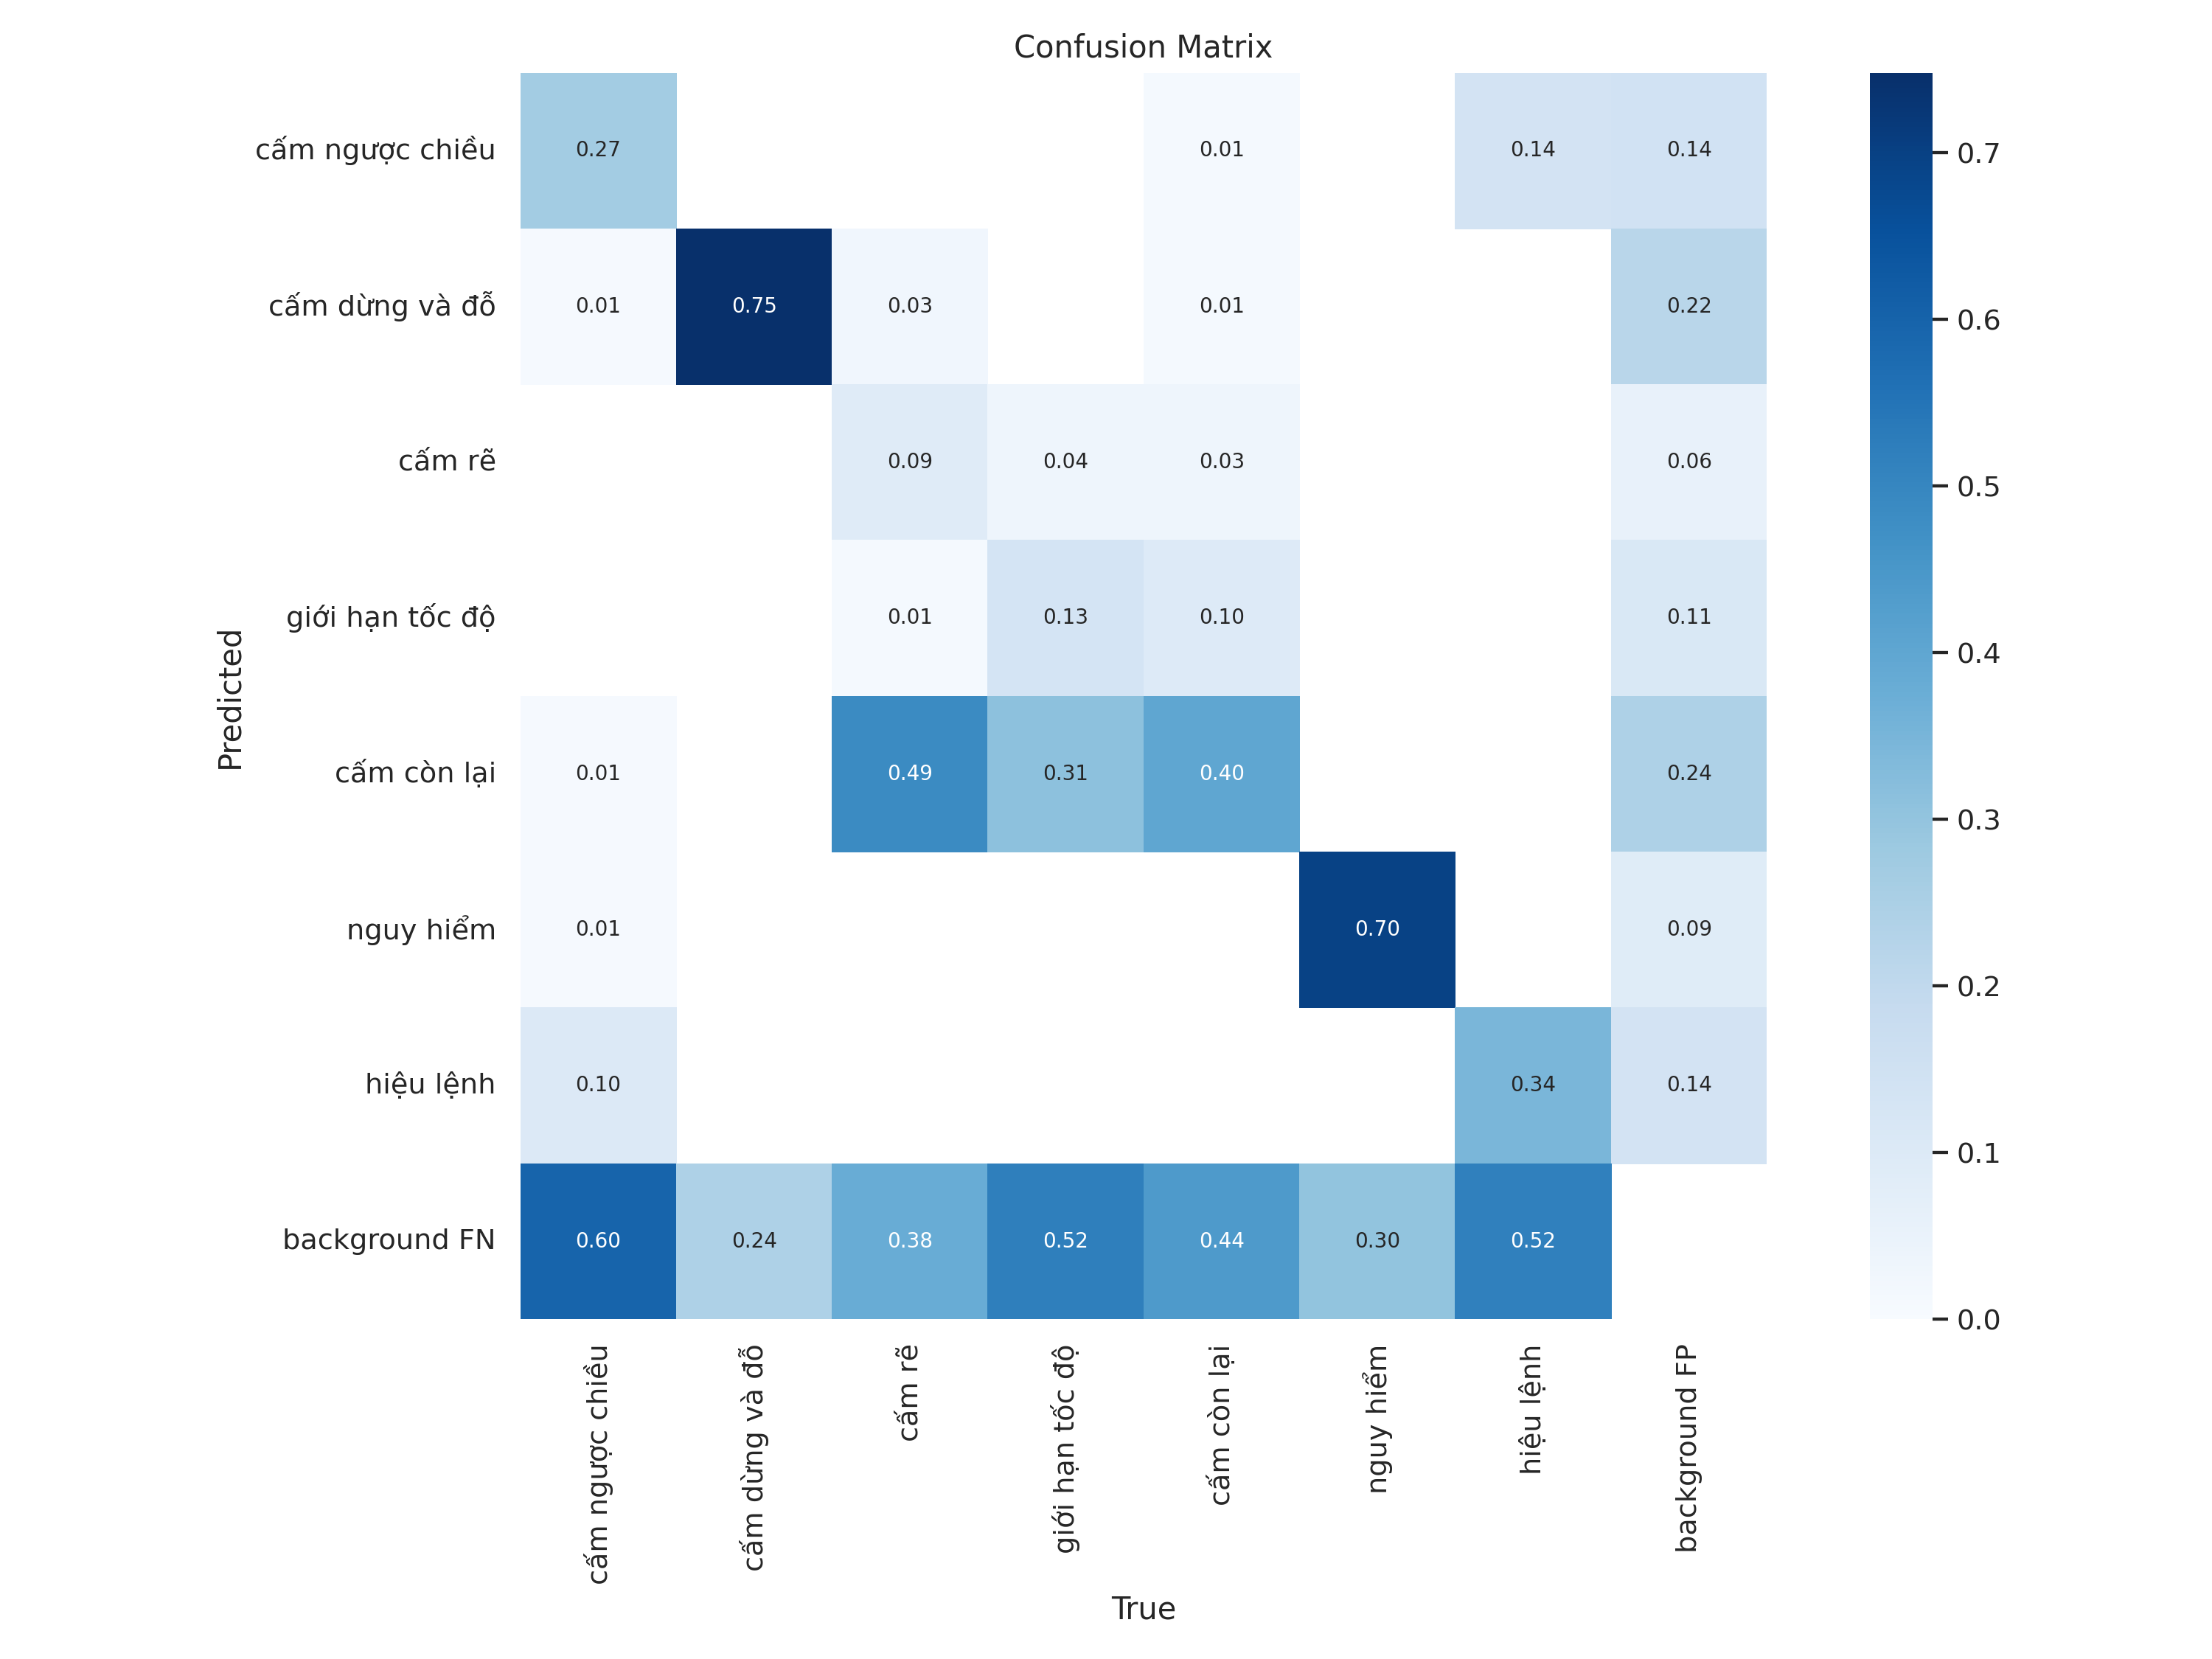 Confusion Matrix
cấm ngược chiều 0.27 0.01 0.14 0.14
cấm dừng và đỗ 0.01 0.75 0.03 0.01 0.22
cấm rẽ 0.09 0.04 0.03 0.06
giới hạn tốc độ 0.01 0.13 0.10 0.11
cấm còn lại 0.01 0.49 0.31 0.40 0.24
nguy hiểm 0.01 0.70 0.09
hiệu lệnh 0.10 0.34 0.14
background FN 0.60 0.24 0.38 0.52 0.44 0.30 0.52
Predicted
cấm ngược chiều
cấm dừng và đỗ
cấm rẽ
giới hạn tốc độ
cấm còn lại
nguy hiểm
hiệu lệnh
background FP
True
0.7
0.6
0.5
0.4
0.3
0.2
0.1
0.0